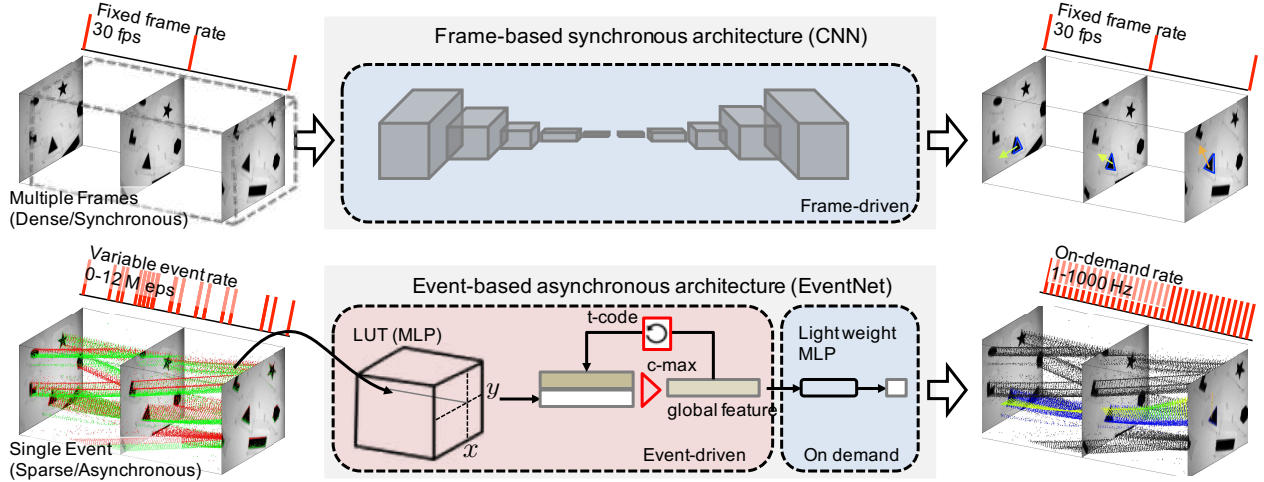 Fixed frame rate
30 fps
Frame-based synchronous architecture (CNN)
Fixed frame rate
30 fps
Multiple Frames
(Dense/Synchronous)
Frame-driven
Variable event rate
0-12 M eps
Event-based asynchronous architecture (EventNet)
On-demand rate
1-1000 Hz
t-code
LUT (MLP)
Light weight
MLP
c-max
y
x
global feature
Single Event
(Sparse/Asynchronous)
Event-driven
On demand